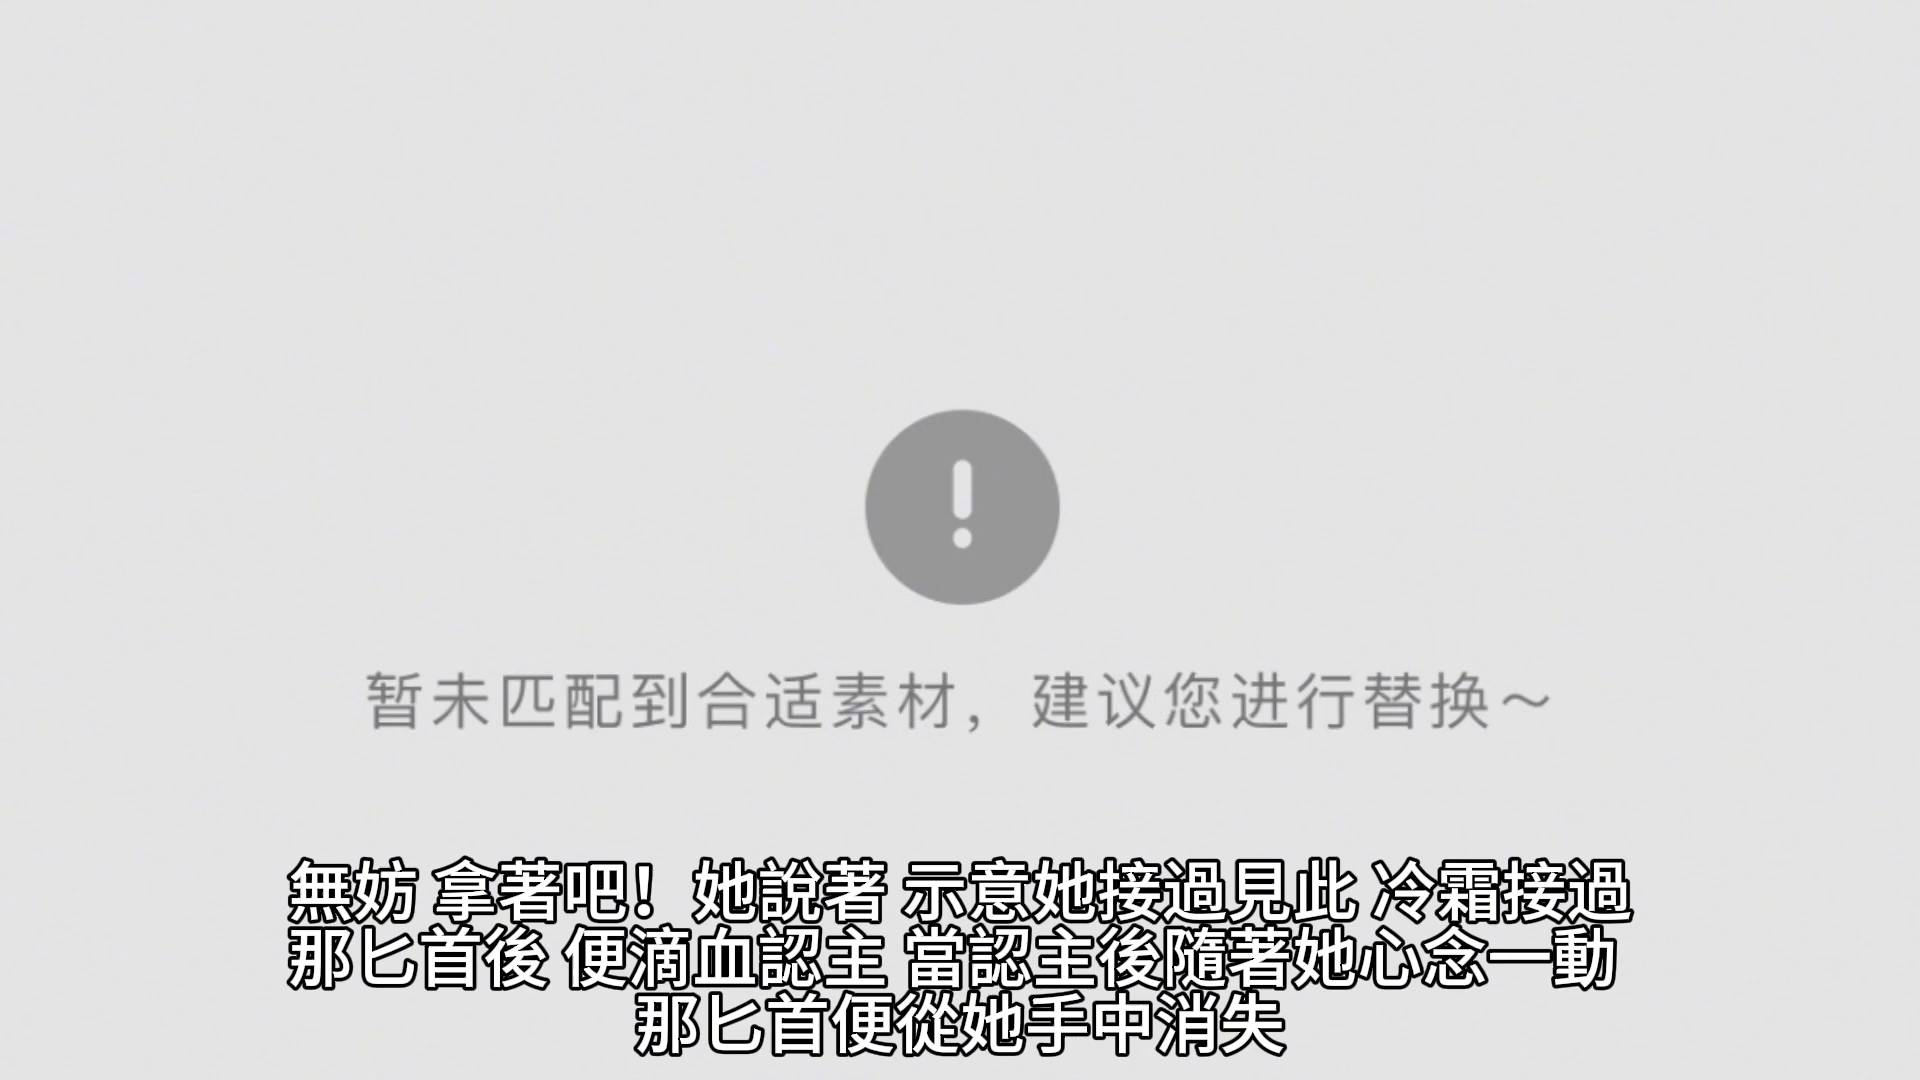 暂未匹配到合适素材，建议您进行替换～
無妨 拿著吧！她說著 示意她接過見此 冷霜接過
那匕首後 便滴血認主 當認主後隨著她心念一動
那匕首便從她手中消失